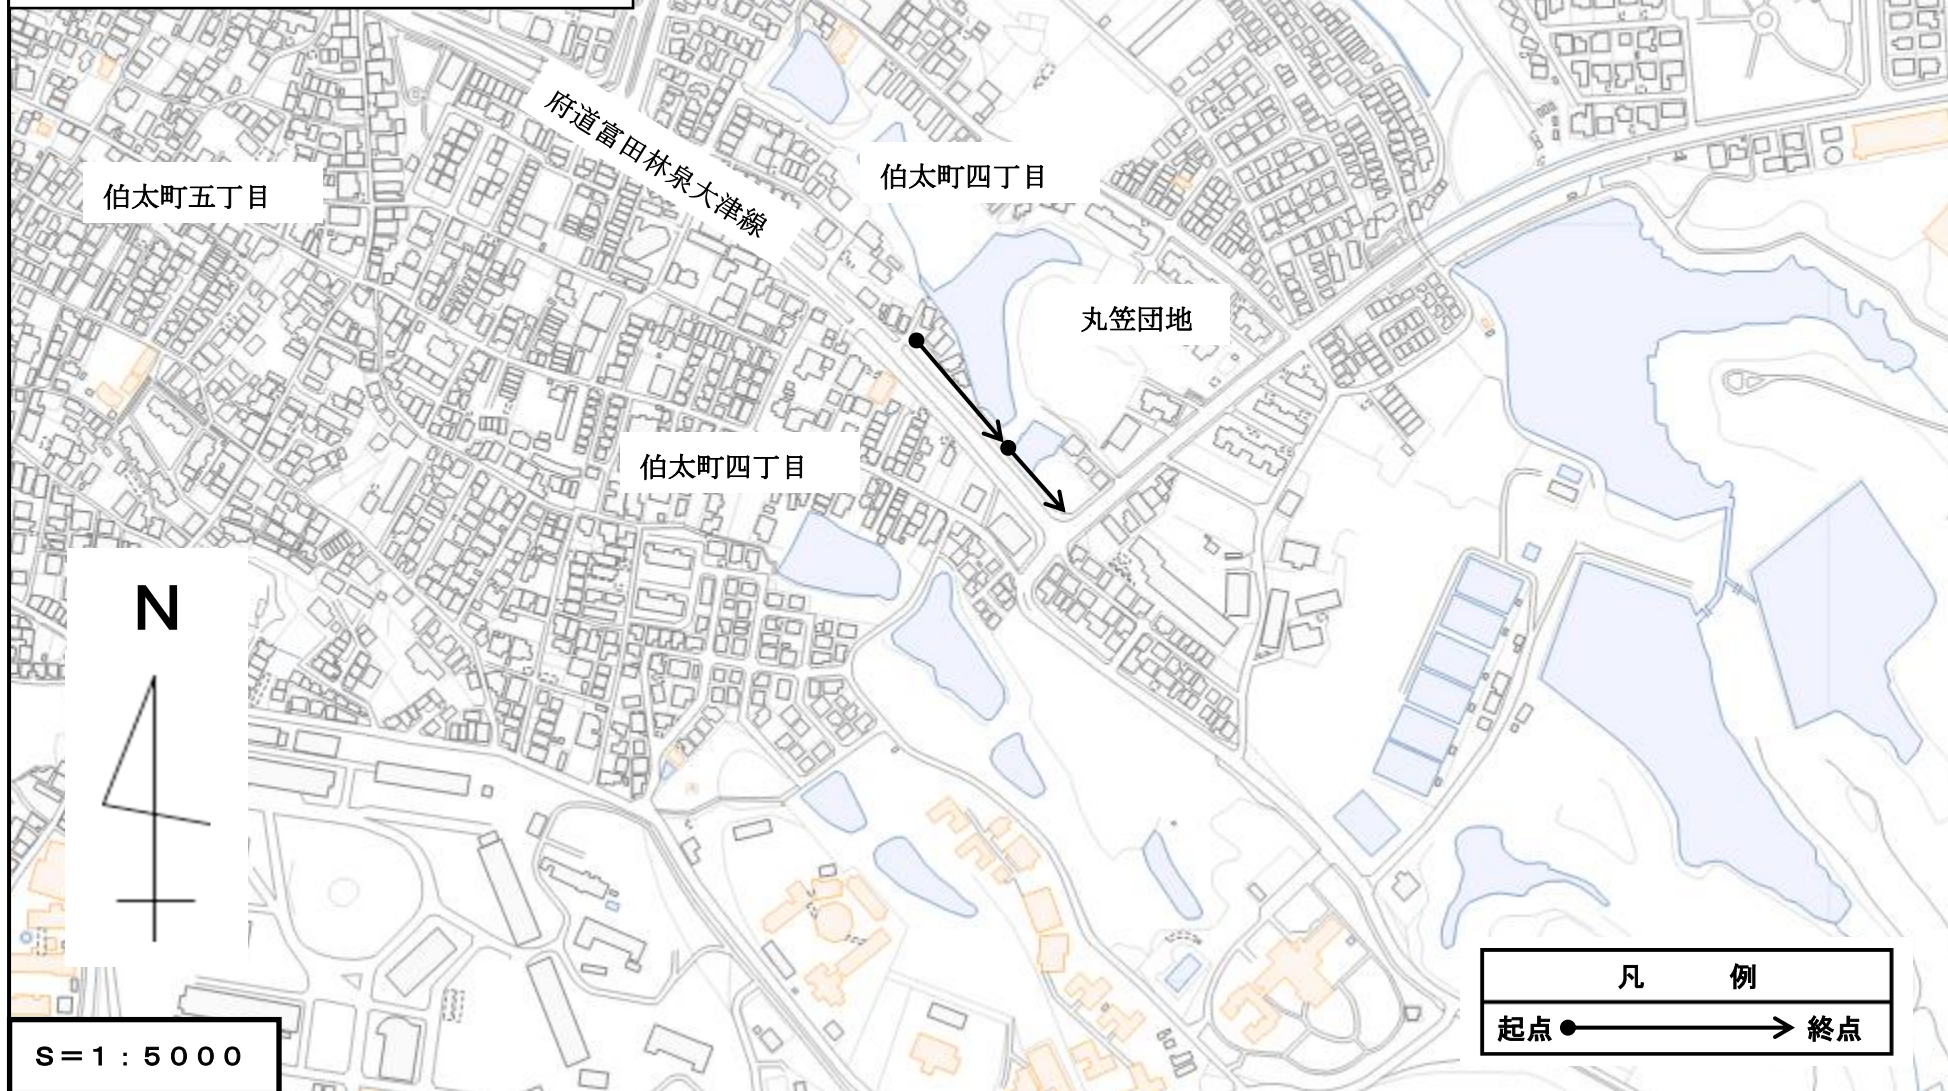 府道富田林泉大津線
伯太町五丁目
伯太町四丁目
丸笠団地
伯太町四丁目
N
凡 例
起点 終点
S=1:5000